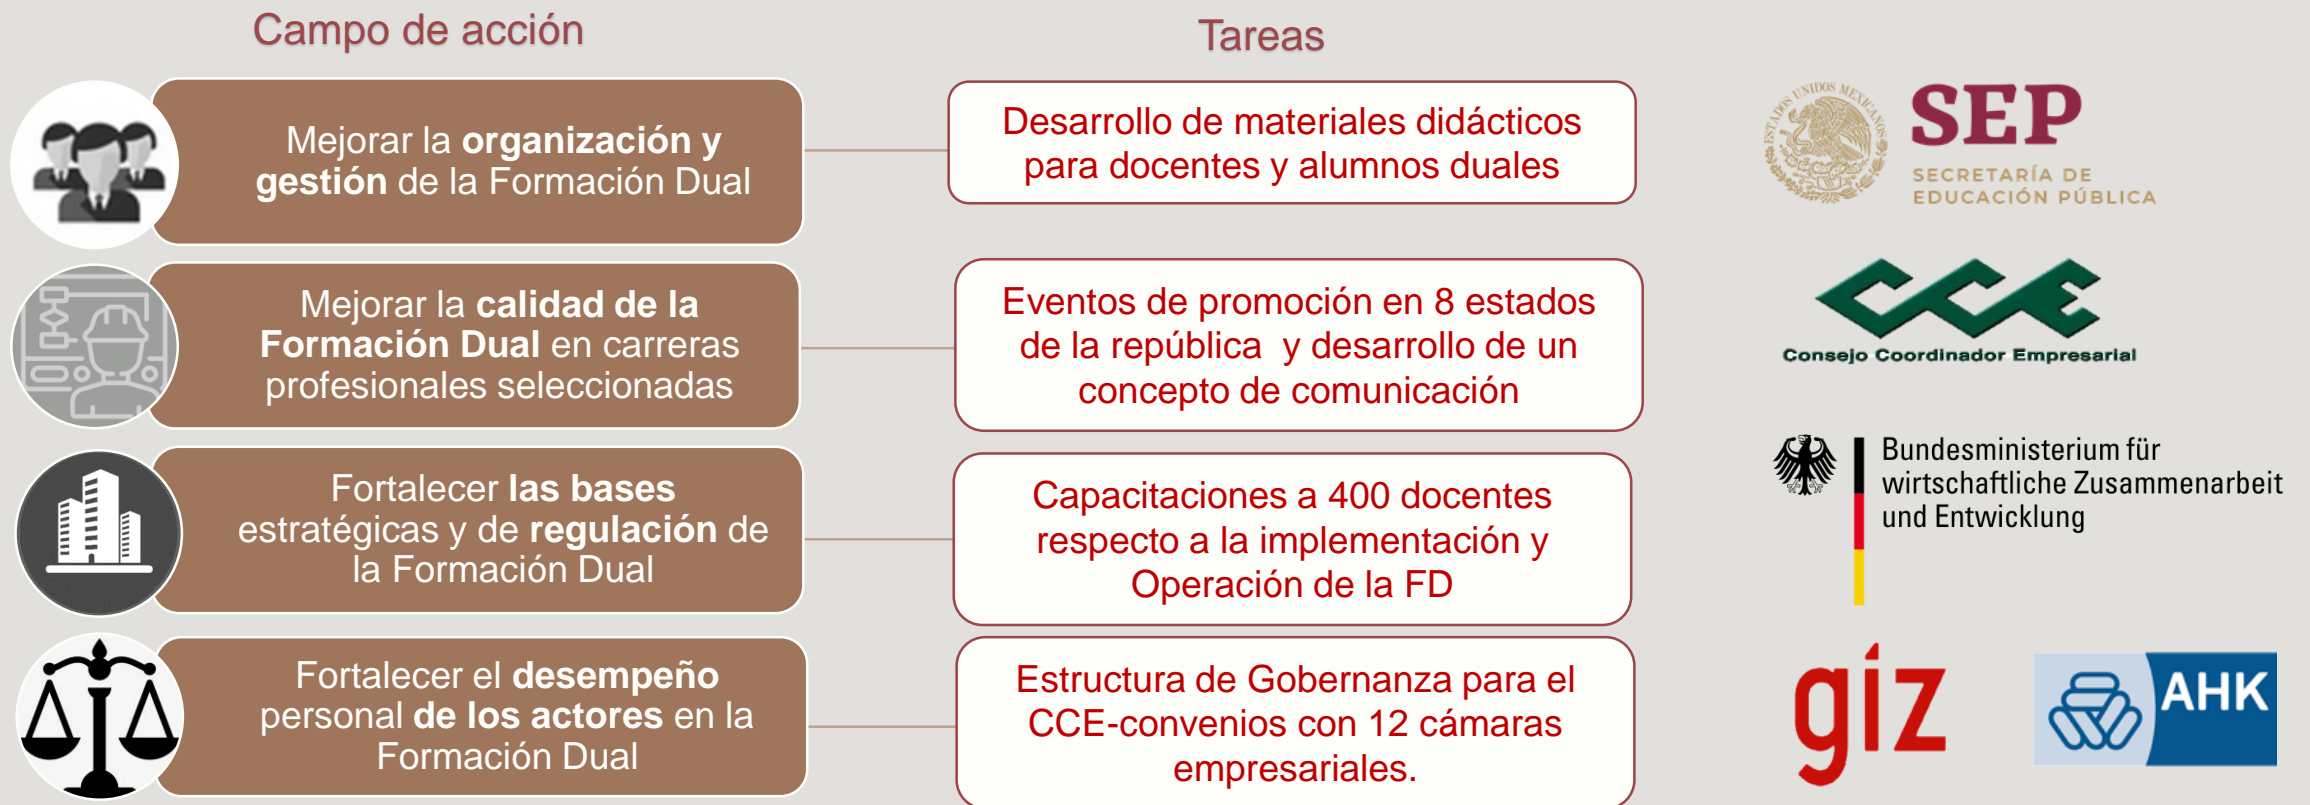 Campo de acción
Tareas
Mejorar la organización y
gestión de la Formación Dual
Desarrollo de materiales didácticos
para docentes y alumnos duales
Mejorar la calidad de la
Formación Dual en carreras
profesionales seleccionadas
Eventos de promoción en 8 estados
de la república y desarrollo de un
concepto de comunicación
Fortalecer las bases
estratégicas y de regulación de
la Formación Dual
Capacitaciones a 400 docentes
respecto a la implementación y
Operación de la FD
Fortalecer el desempeño
personal de los actores en la
Formación Dual
Estructura de Gobernanza para el
CCE-convenios con 12 cámaras
empresariales.
ESTADOS UNIDOS MEXICANOS
SEP
SECRETARÍA DE
EDUCACIÓN PÚBLICA
CCE
Consejo Coordinador Empresarial
Bundesministerium für
wirtschaftliche Zusammenarbeit
und Entwicklung
giz
AHK